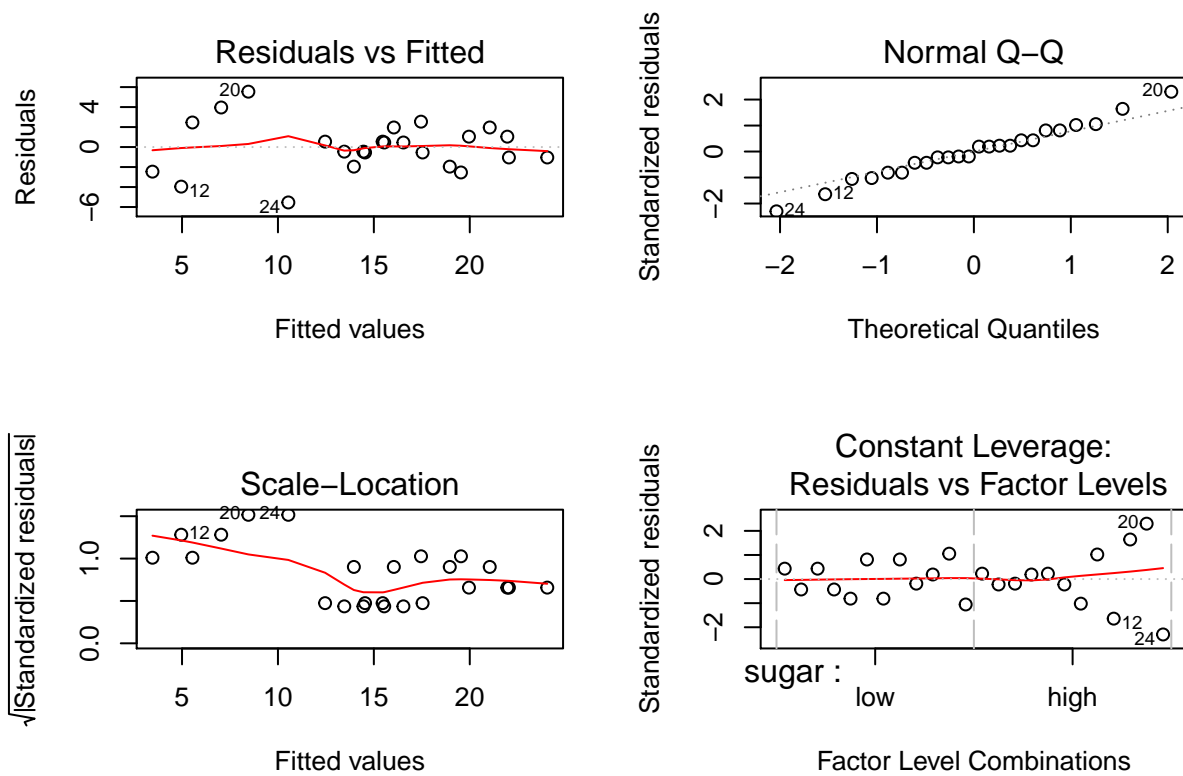 Residuals vs Fitted
Residuals
4
−6
20
12
24
5 10 15 20
Fitted values
Normal Q−Q
Standardized residuals
2
0
−2
20
12
24
−2 −1 0 1 2
Theoretical Quantiles
Scale−Location
√|Standardized residuals|
1.0
0.0
12 20 24
5 10 15 20
Fitted values
Constant Leverage:
Residuals vs Factor Levels
Standardized residuals
2
0
−2
20
12
24
sugar :
low high
Factor Level Combinations